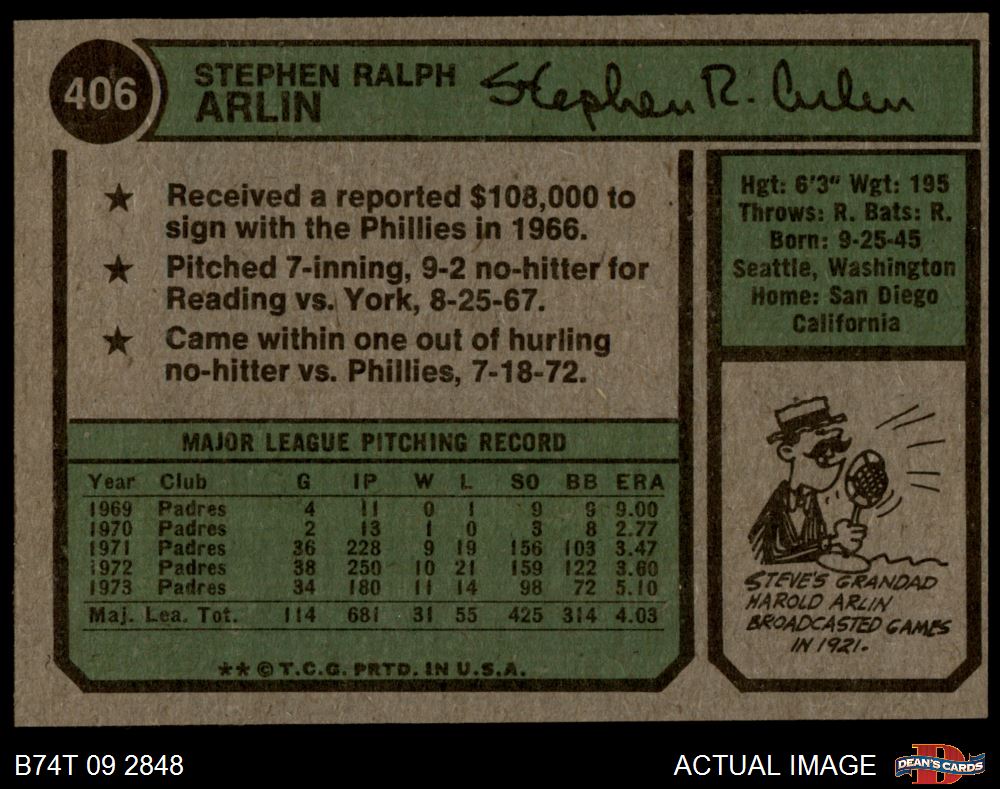 406
STEPHEN RALPH
ARLIN
Stephen R. Arlin
★ Received a reported $108,000 to
sign with the Phillies in 1966.
★ Pitched 7-inning, 9-2 no-hitter for
Reading vs. York, 8-25-67.
★ Came within one out of hurling
no-hitter vs. Phillies, 7-18-72.
Hgt: 6'3" Wgt: 195
Throws: R. Bats: R.
Born: 9-25-45
Seattle, Washington
Home: San Diego
California
MAJOR LEAGUE PITCHING RECORD
Year Club G IP W L SO BB ERA
1969 Padres 4 11 0 1 9 9 9.00
1970 Padres 2 13 1 0 3 8 2.77
1971 Padres 36 228 9 19 156 103 3.47
1972 Padres 38 250 10 21 159 122 3.60
1973 Padres 34 180 11 14 98 72 5.10
Maj. Lea. Tot. 114 681 31 55 425 314 4.03
★★ © T.C.G. PRTD. IN U.S.A.
STEVE'S GRANDAD
HAROLD ARLIN
BROADCASTED GAMES
IN 1921.
B74T 09 2848
ACTUAL IMAGE
DEAN'S CARDS